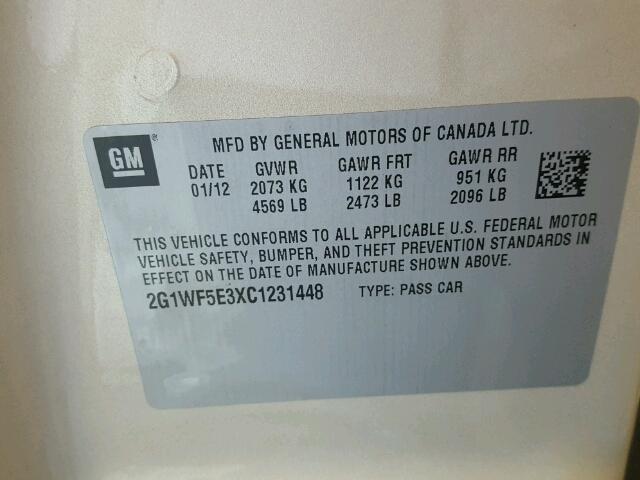 GM ®
MFD BY GENERAL MOTORS OF CANADA LTD.
DATE GVWR GAWR FRT GAWR RR
01/12 2073 KG 1122 KG 951 KG
4569 LB 2473 LB 2096 LB
THIS VEHICLE CONFORMS TO ALL APPLICABLE U.S. FEDERAL MOTOR
VEHICLE SAFETY, BUMPER, AND THEFT PREVENTION STANDARDS IN
EFFECT ON THE DATE OF MANUFACTURE SHOWN ABOVE.
2G1WF5E3XC1231448 TYPE: PASS CAR